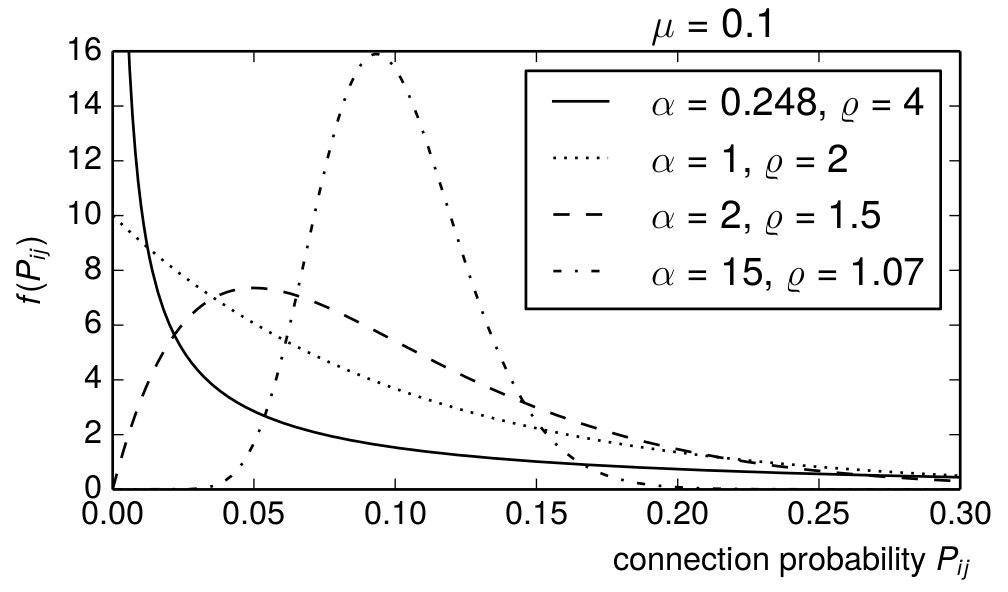 μ = 0.1
16
14
12
10
8
6
4
2
0
f(P_ij)
α = 0.248, ϱ = 4
α = 1, ϱ = 2
α = 2, ϱ = 1.5
α = 15, ϱ = 1.07
0.00 0.05 0.10 0.15 0.20 0.25 0.30
connection probability P_ij